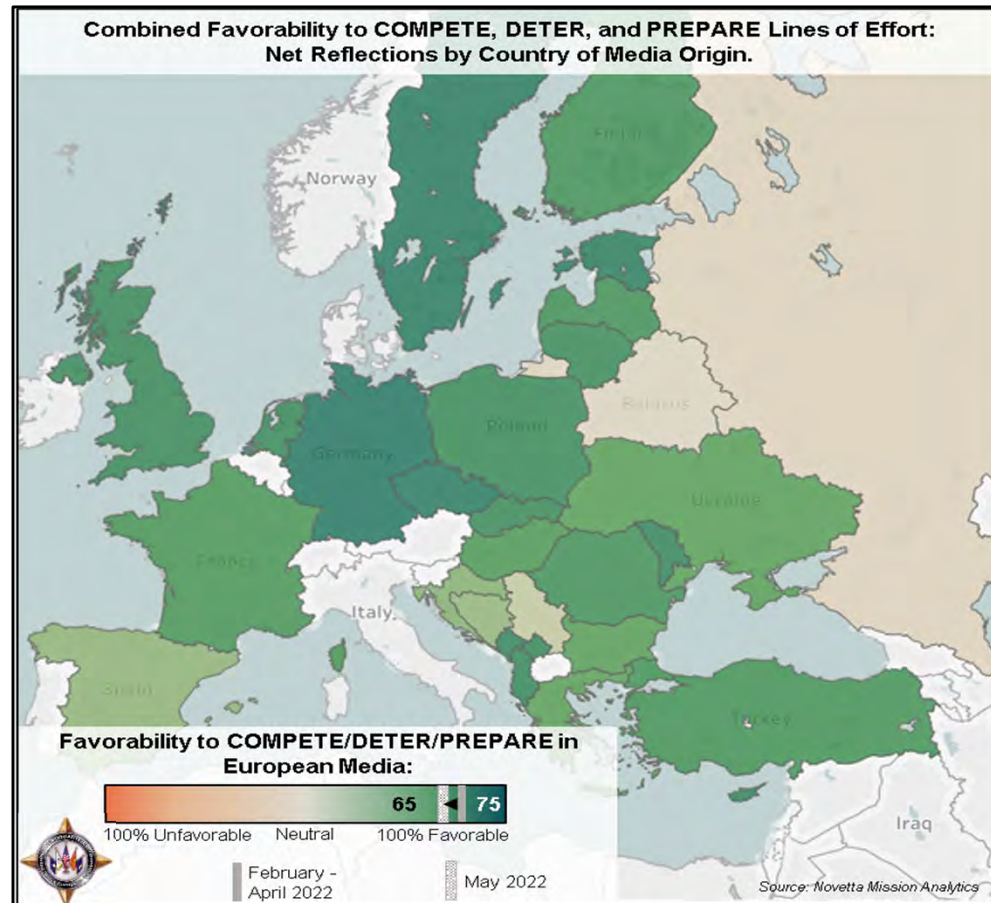 Combined Favorability to COMPETE, DETER, and PREPARE Lines of Effort:
Net Reflections by Country of Media Origin.
Finland
Norway
Belarus
Poland
Germany
Ukraine
France
Italy
Spain
Turkey
Iraq
Favorability to COMPETE/DETER/PREPARE in
European Media:
65 75
100% Unfavorable Neutral 100% Favorable
February -
April 2022
May 2022
Source: Novetta Mission Analytics